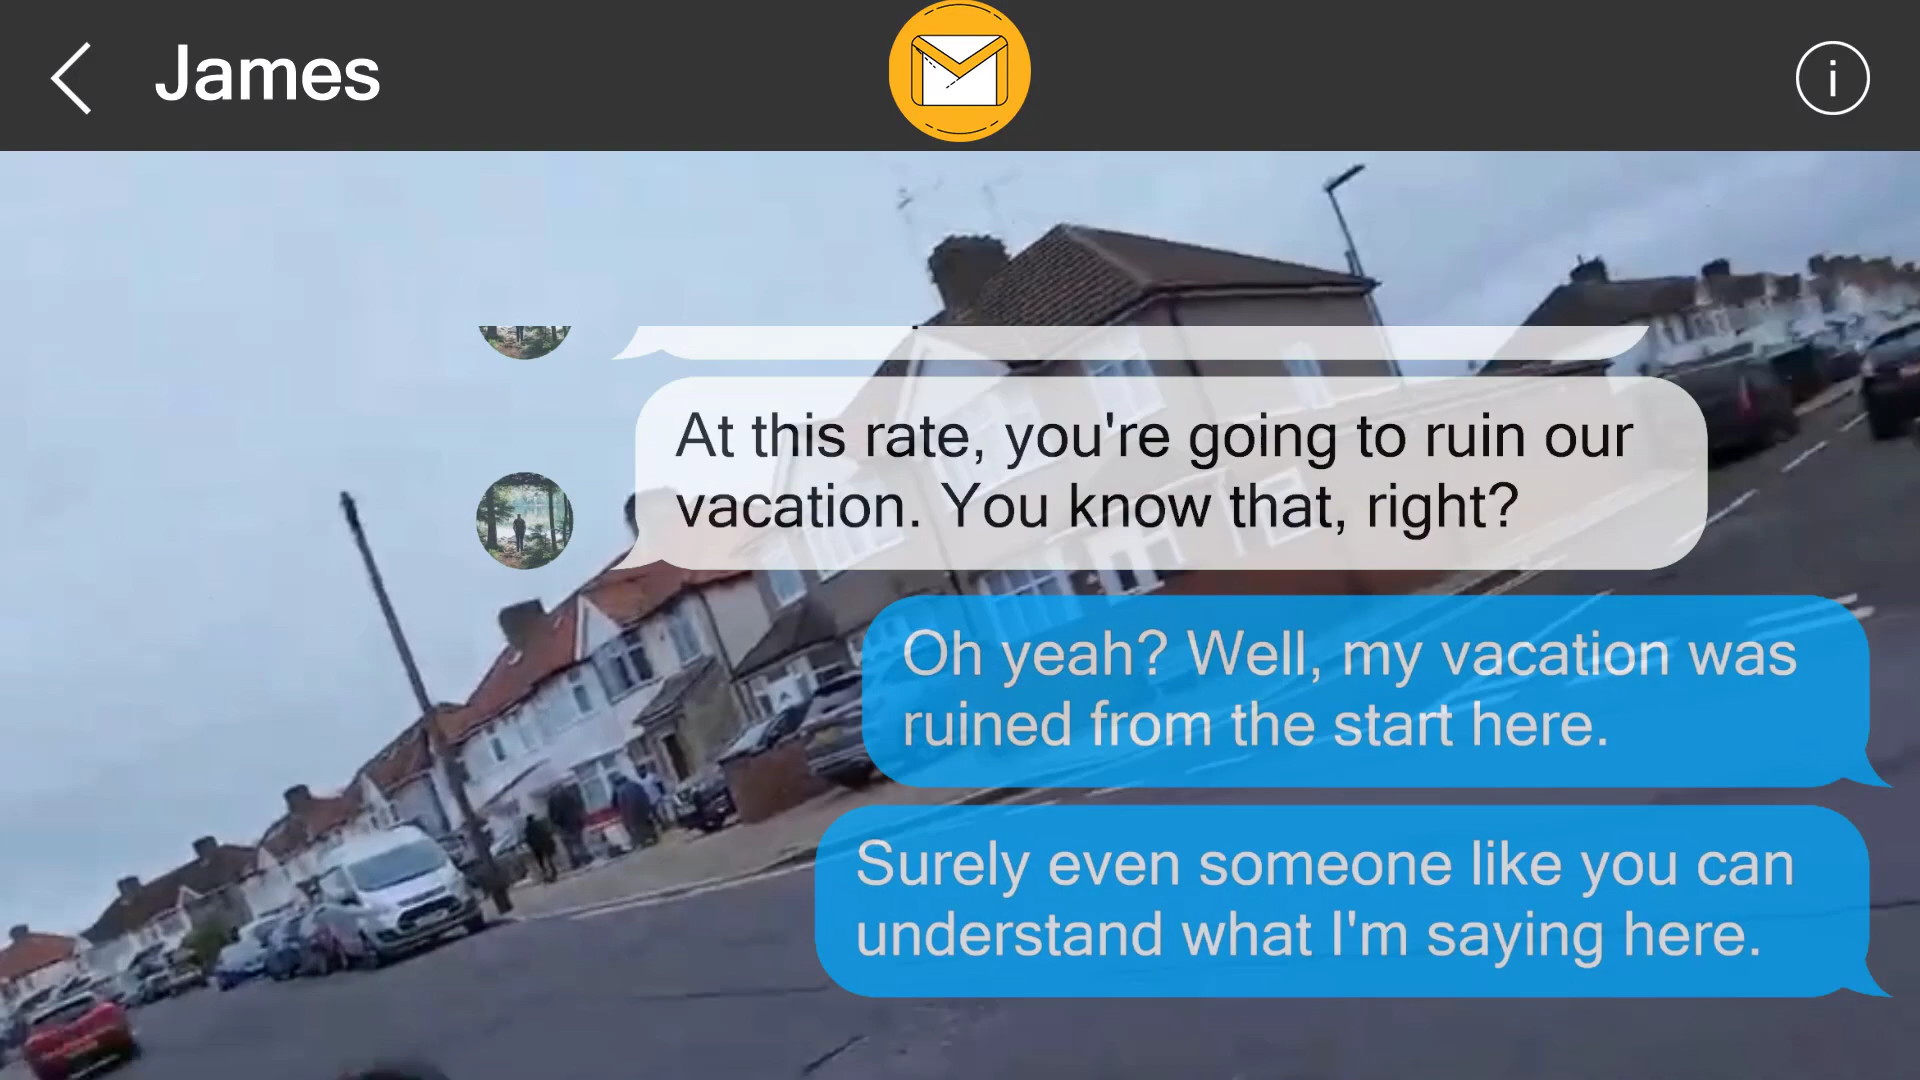 James
At this rate, you're going to ruin our
vacation. You know that, right?
Oh yeah? Well, my vacation was
ruined from the start here.
Surely even someone like you can
understand what I'm saying here.